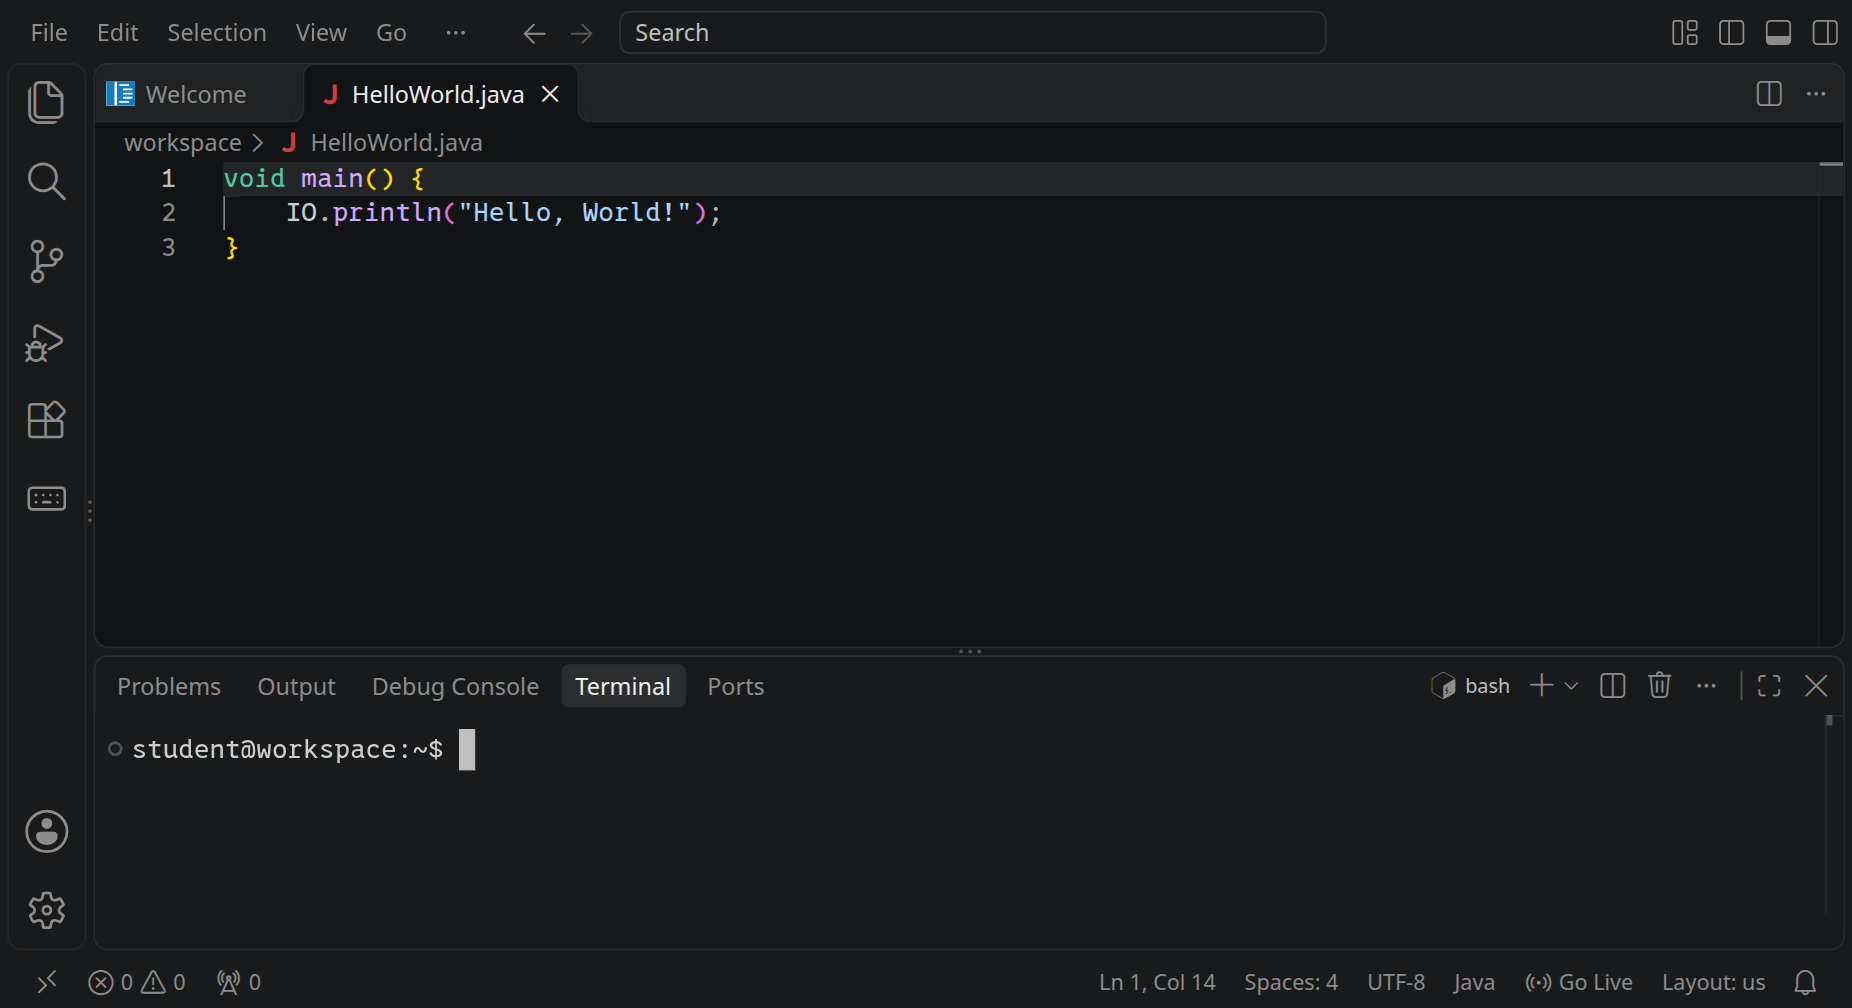 File Edit Selection View Go ··· Search
Welcome J HelloWorld.java
workspace > J HelloWorld.java
1 void main() {
2     IO.println("Hello, World!");
3 }
Problems Output Debug Console Terminal Ports bash
student@workspace:~$
0 0 0 Ln 1, Col 14 Spaces: 4 UTF-8 Java Go Live Layout: us